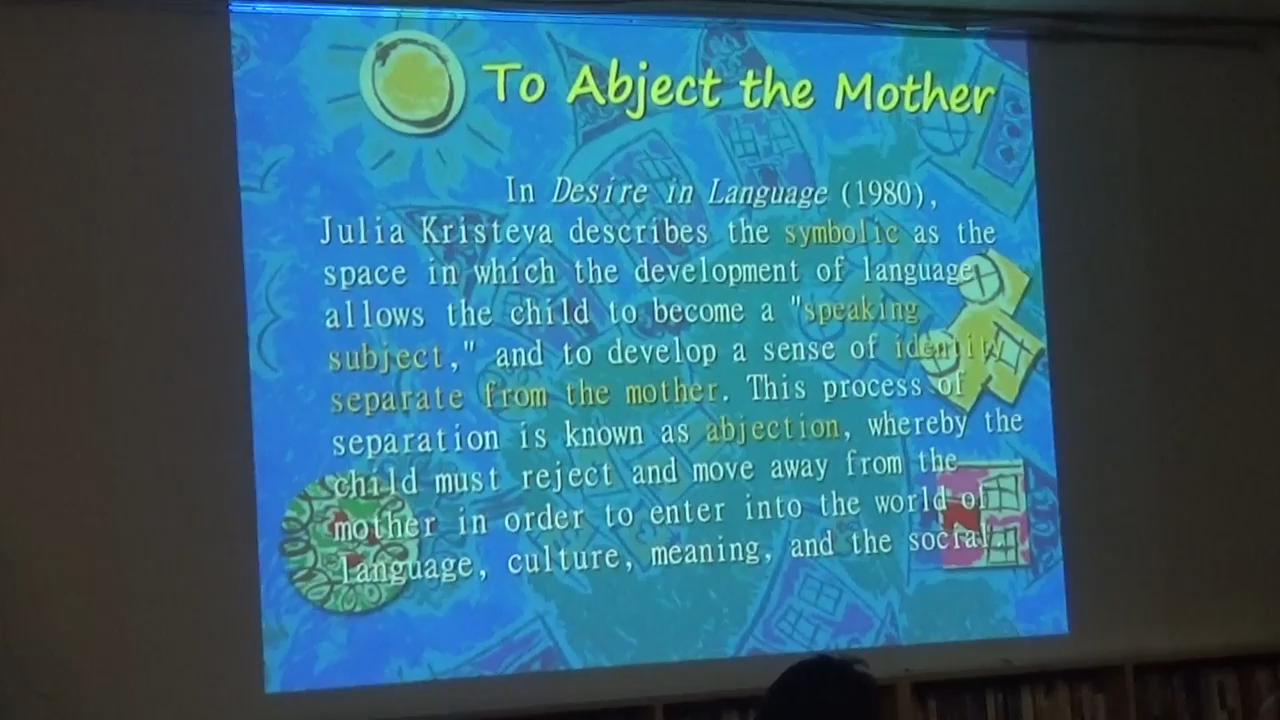 To Abject the Mother
In Desire in Language (1980),
Julia Kristeva describes the symbolic as the
space in which the development of language
allows the child to become a "speaking
subject," and to develop a sense of identity
separate from the mother. This process of
separation is known as abjection, whereby the
child must reject and move away from the
mother in order to enter into the world of
language, culture, meaning, and the social.